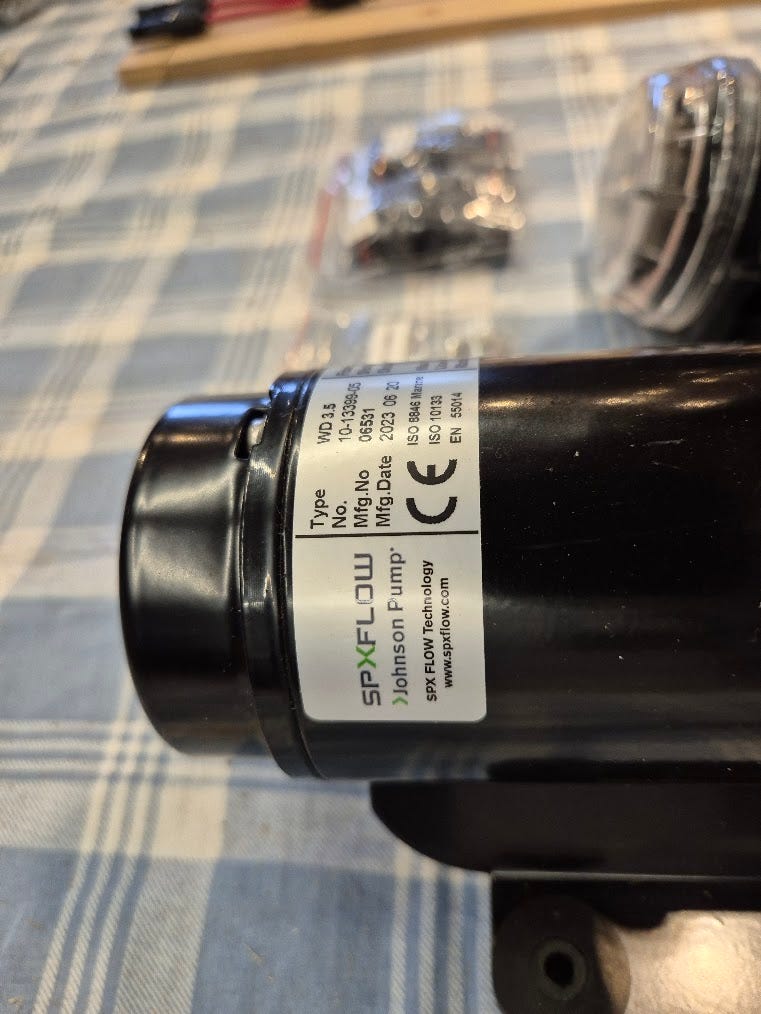 SPXFLOW
Johnson Pump®
SPX FLOW Technology
www.spxflow.com
Type WD 3.5
No. 10-13399-05
Mfg.No 06531
Mfg.Date 2023 06 20
CE ISO 8846 Marine
ISO 10133
EN 55014